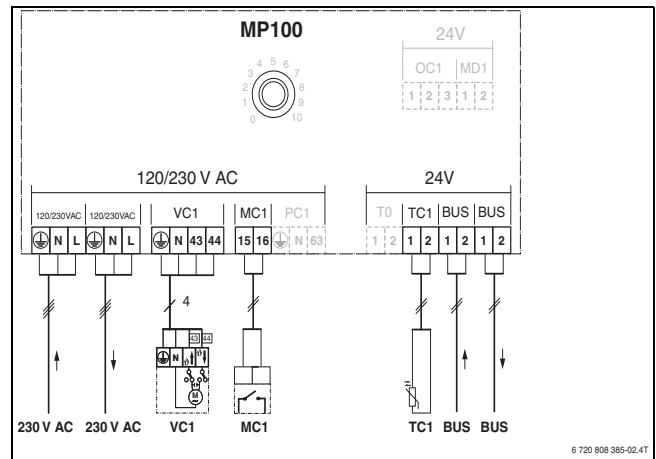 MP100
24V
OC1 MD1
1 2 3 1 2
0 1 2 3 4 5 6 7 8 9 10
120/230 V AC 24V
120/230VAC 120/230VAC VC1 MC1 PC1 T0 TC1 BUS BUS
N L N L N 43 44 15 16 N 63 1 2 1 2 1 2 1 2
4
43 44
N ϑ ϑ
M
230 V AC 230 V AC VC1 MC1 TC1 BUS BUS
6 720 808 385-02.4T